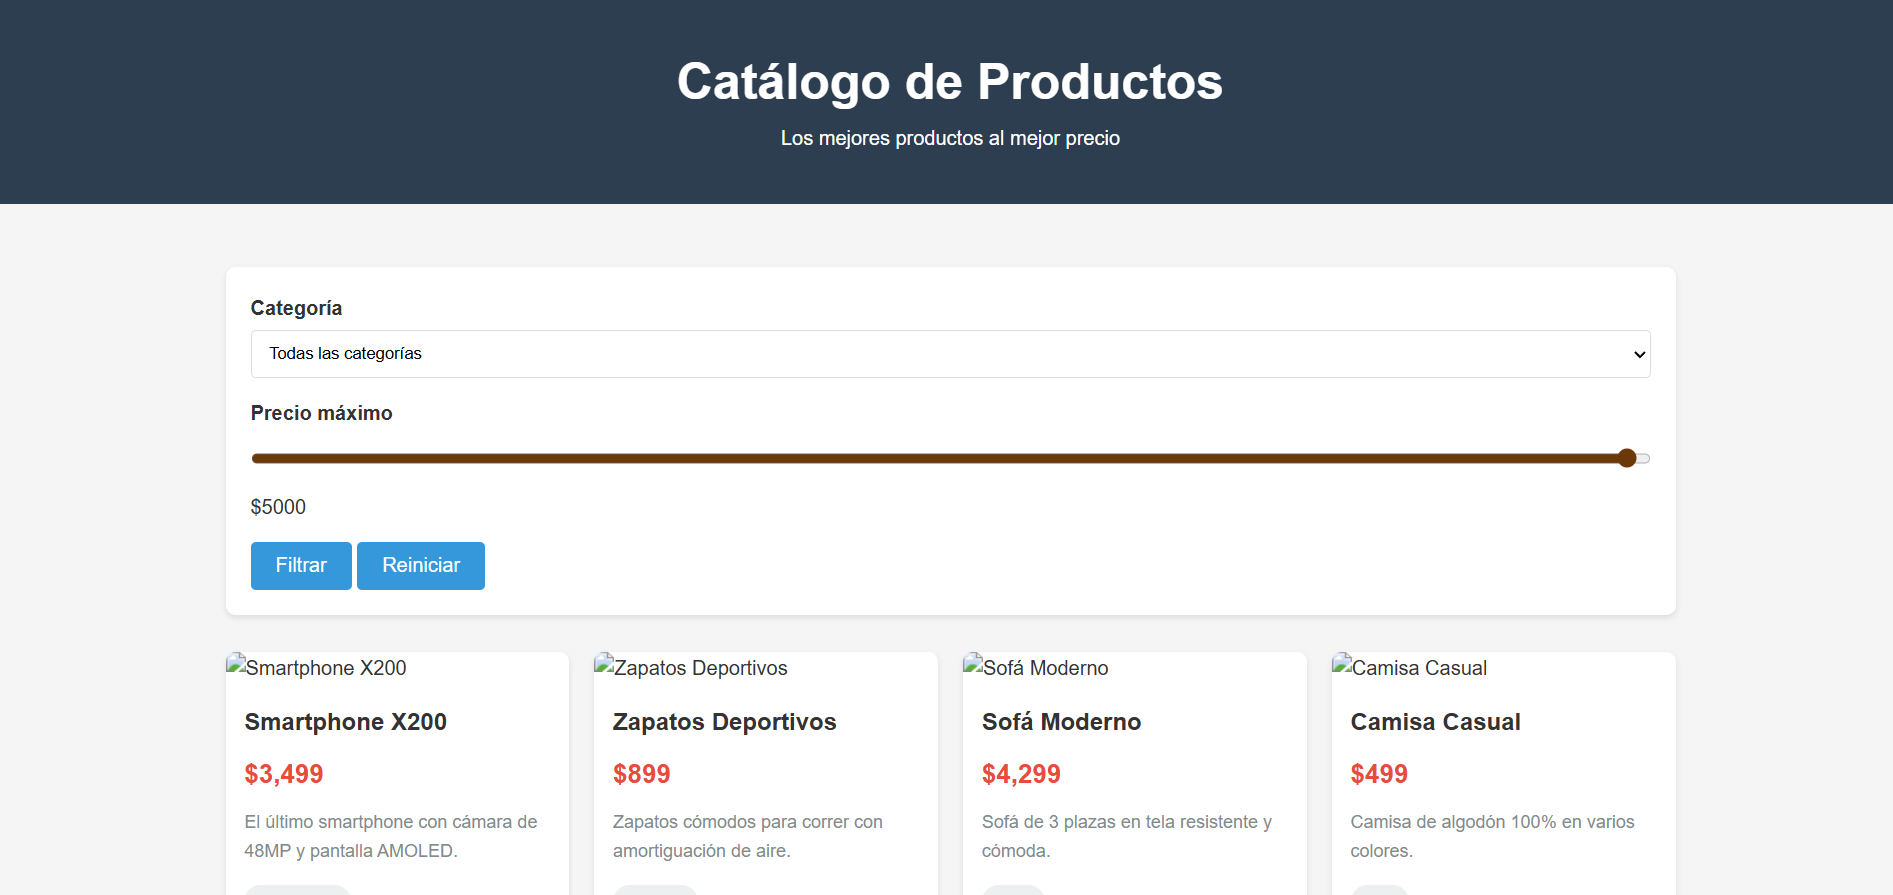 Catálogo de Productos
Los mejores productos al mejor precio
Categoría
Todas las categorías
Precio máximo
$5000
Filtrar
Reiniciar
Smartphone X200
Smartphone X200
$3,499
El último smartphone con cámara de
48MP y pantalla AMOLED.
Zapatos Deportivos
Zapatos Deportivos
$899
Zapatos cómodos para correr con
amortiguación de aire.
Sofá Moderno
Sofá Moderno
$4,299
Sofá de 3 plazas en tela resistente y
cómoda.
Camisa Casual
Camisa Casual
$499
Camisa de algodón 100% en varios
colores.